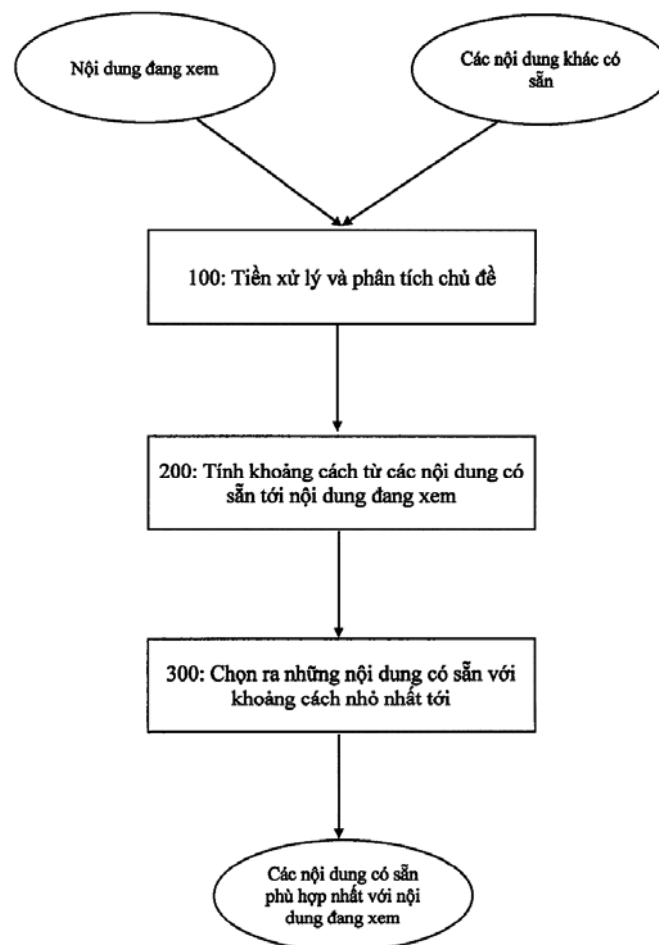 Nội dung đang xem
Các nội dung khác có
sẵn
100: Tiền xử lý và phân tích chủ đề
200: Tính khoảng cách từ các nội dung có
sẵn tới nội dung đang xem
300: Chọn ra những nội dung có sẵn với
khoảng cách nhỏ nhất tới
Các nội dung có sẵn
phù hợp nhất với nội
dung đang xem